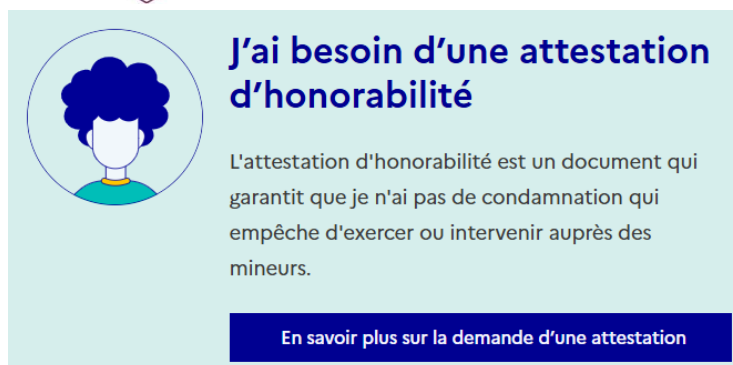 J’ai besoin d’une attestation
d’honorabilité
L'attestation d'honorabilité est un document qui
garantit que je n'ai pas de condamnation qui
empêche d'exercer ou intervenir auprès des
mineurs.
En savoir plus sur la demande d’une attestation